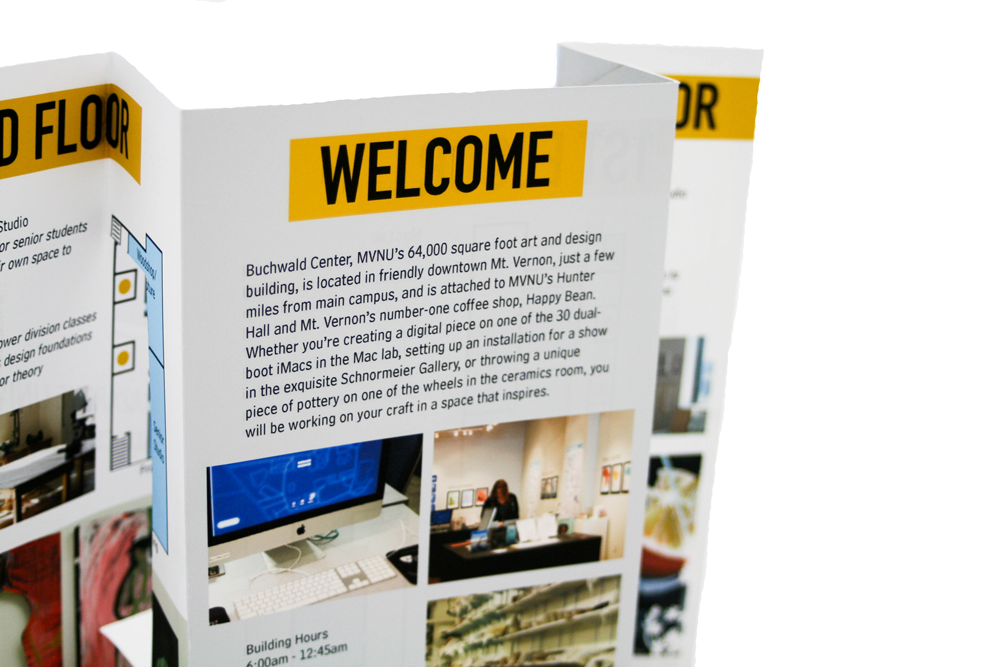 D FLOOR
Studio
or senior students
ir own space to
ower division classes
design foundations
or theory
Workshop/
Senior
Studio
WELCOME
Buchwald Center, MVNU's 64,000 square foot art and design
building, is located in friendly downtown Mt. Vernon, just a few
miles from main campus, and is attached to MVNU's Hunter
Hall and Mt. Vernon's number-one coffee shop, Happy Bean.
Whether you're creating a digital piece on one of the 30 dual-
boot iMacs in the Mac lab, setting up an installation for a show
in the exquisite Schnormeier Gallery, or throwing a unique
piece of pottery on one of the wheels in the ceramics room, you
will be working on your craft in a space that inspires.
Building Hours
6:00am - 12:45am
OR